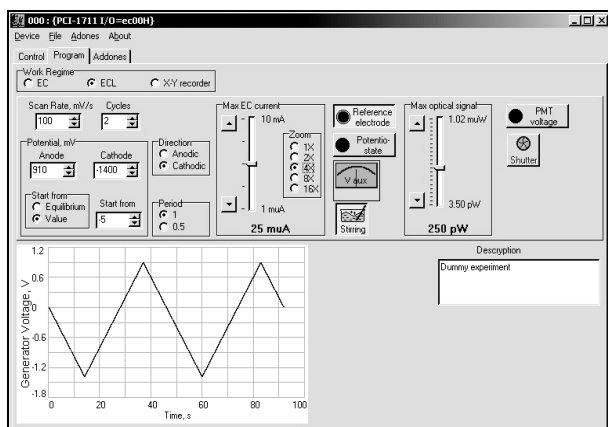 000 : {PCI-1711 I/O=ec00H}
Device File Adones About
Control Program Addones
Work Regime
EC ECL X-Y recorder
Scan Rate, mV/s Cycles
100 2
Potential, mV
Anode Cathode
910 -1400
Direction
Anodic
Cathodic
Start from
Equilibrium
Value
Start from
-5
Period
1
0.5
Max EC current
10 mA
Zoom
1X
2X
4X
8X
16X
1 muA
25 muA
Reference electrode
Potentio-state
V aux
Stirring
Max optical signal
1.02 muW
3.50 pW
250 pW
PMT voltage
Shutter
Descryption
Dummy experiment
Generator Voltage, V
1.2
0.6
0
-0.6
-1.2
-1.8
0 20 40 60 80 100
Time, s